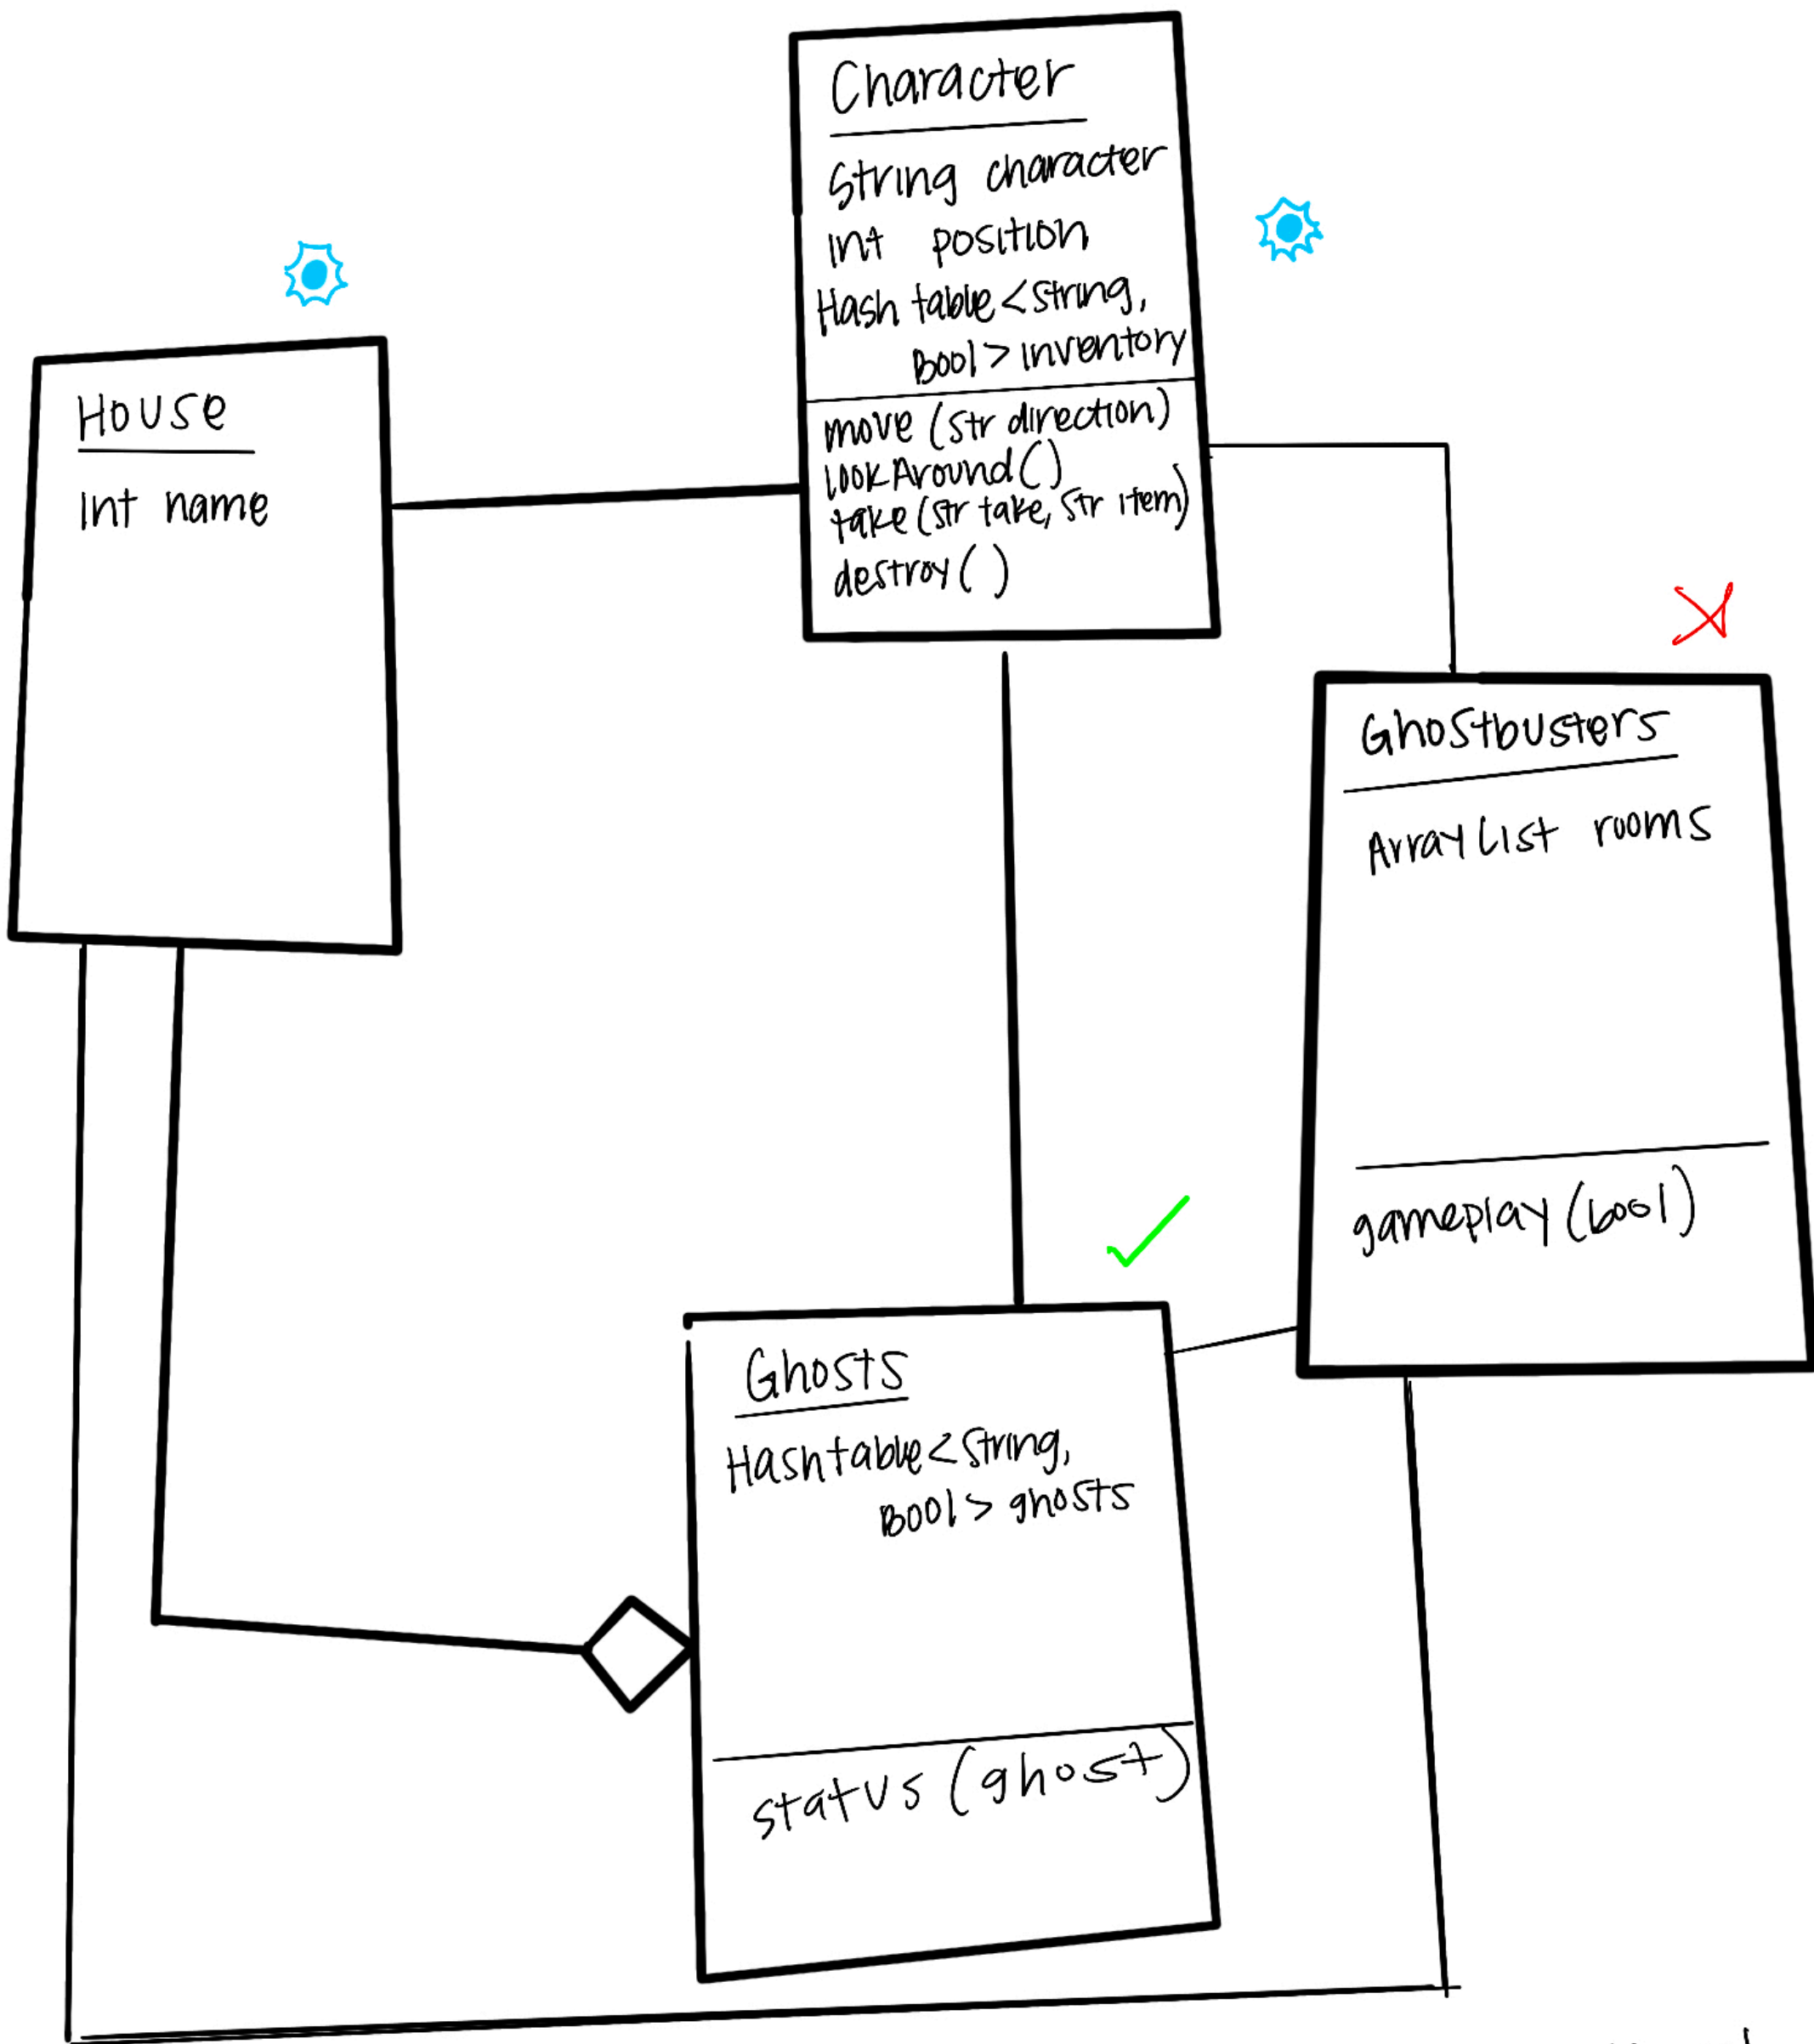 Character
String character
int position
Hash table <string,
Bool> inventory
move (str direction)
lookAround()
take (str take, str item)
destroy()
House
int name
Ghostbusters
ArrayList rooms
gameplay (bool)
Ghosts
Hashtable <String,
Bool> ghosts
status (ghost)